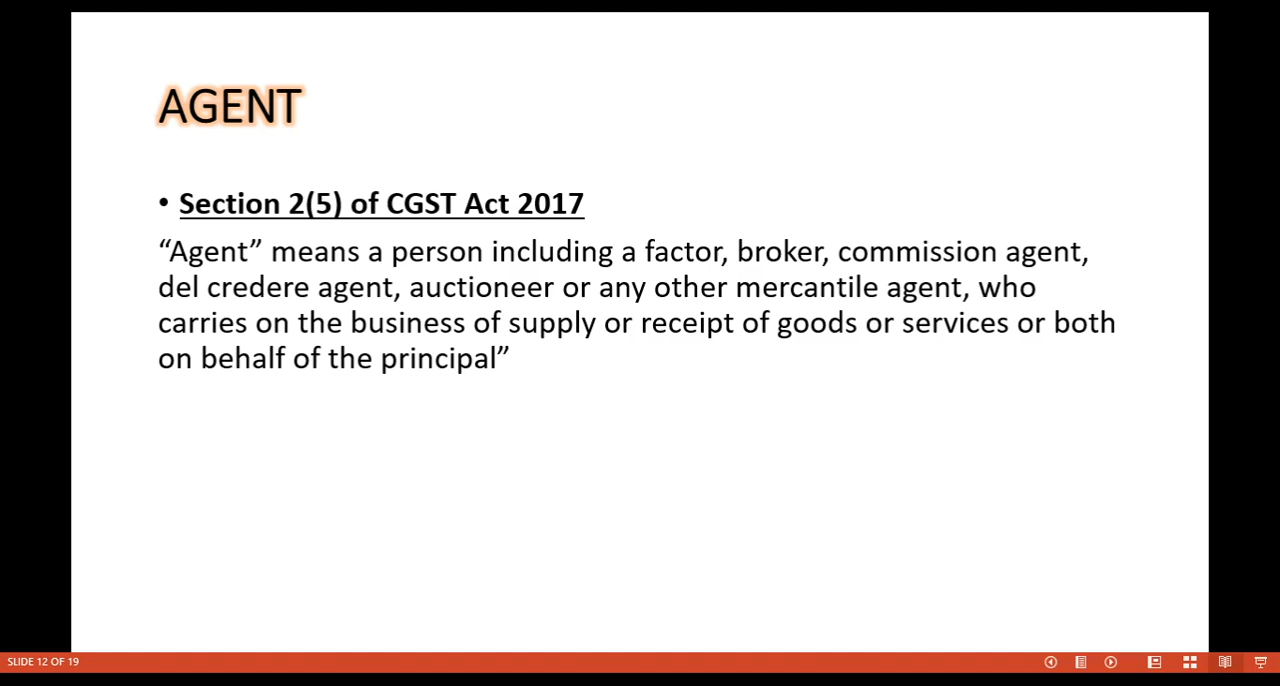 AGENT
• Section 2(5) of CGST Act 2017
“Agent” means a person including a factor, broker, commission agent,
del credere agent, auctioneer or any other mercantile agent, who
carries on the business of supply or receipt of goods or services or both
on behalf of the principal”
SLIDE 12 OF 19